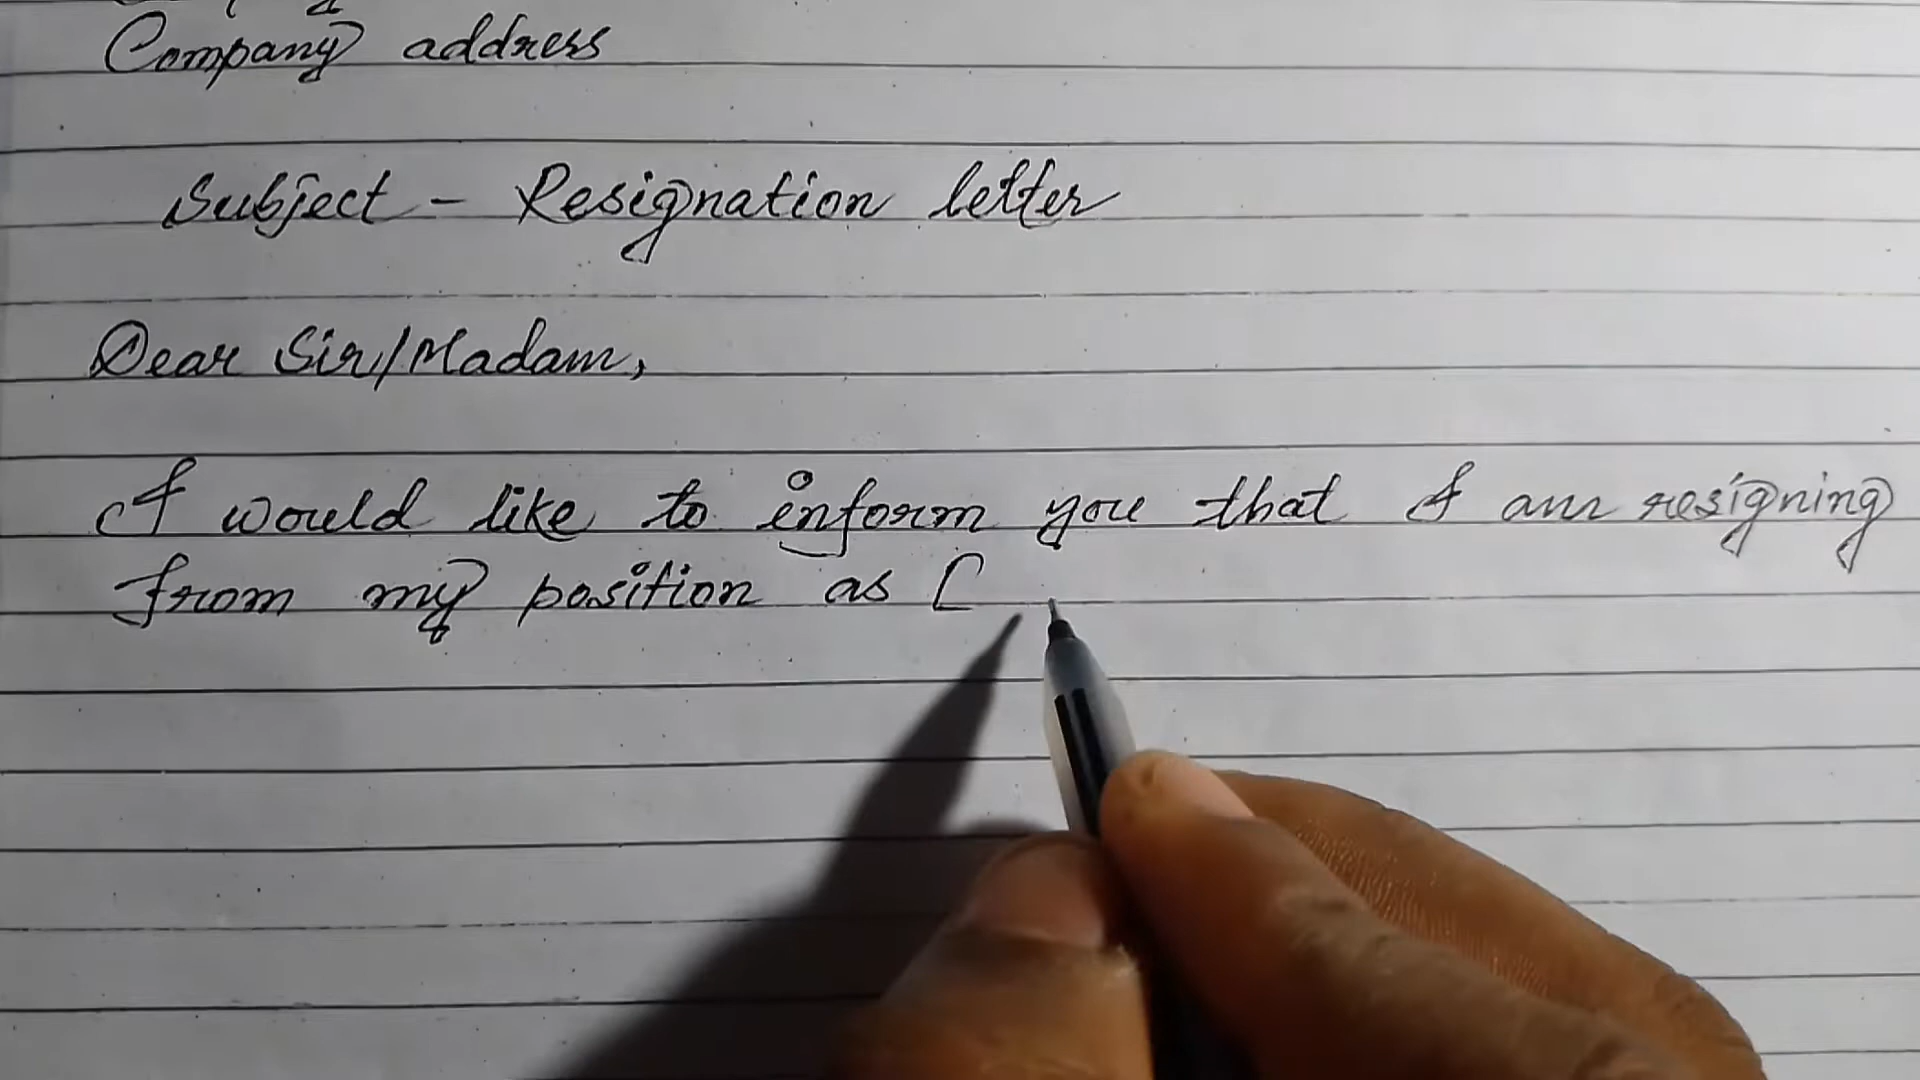 Company address
Subject - Resignation letter
Dear Sir/Madam,
I would like to inform you that I am resigning
from my position as [